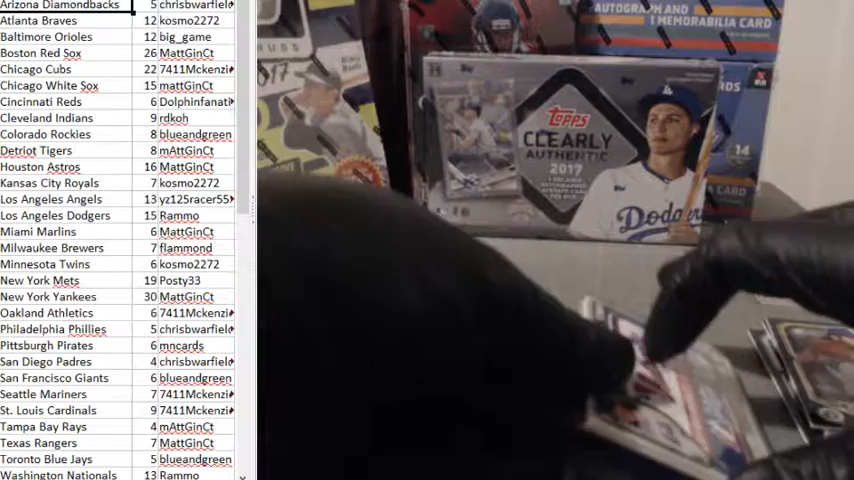 Arizona Diamondbacks 5 chrisbwarfield
Atlanta Braves 12 kosmo2272
Baltimore Orioles 12 big_game
Boston Red Sox 26 MattGinCt
Chicago Cubs 22 7411Mckenzi
Chicago White Sox 15 mattGinCt
Cincinnati Reds 6 Dolphinfanati
Cleveland Indians 9 rdkoh
Colorado Rockies 8 blueandgreen
Detriot Tigers 8 mAttGinCt
Houston Astros 16 MattGinCt
Kansas City Royals 7 kosmo2272
Los Angeles Angels 13 yz125racer55
Los Angeles Dodgers 15 Rammo
Miami Marlins 6 MattGinCt
Milwaukee Brewers 7 flammond
Minnesota Twins 6 kosmo2272
New York Mets 19 Posty33
New York Yankees 30 MattGinCt
Oakland Athletics 6 7411Mckenzi
Philadelphia Phillies 5 chrisbwarfiel
Pittsburgh Pirates 6 mncards
San Diego Padres 4 chrisbwarfiel
San Francisco Giants 6 blueandgreen
Seattle Mariners 7 7411Mckenzi
St. Louis Cardinals 9 7411Mckenzi
Tampa Bay Rays 4 mAttGinCt
Texas Rangers 7 MattGinCt
Toronto Blue Jays 5 blueandgreen
Washington Nationals 13 Rammo
AUTOGRAPH AND
1 MEMORABILIA CARD
2017
Topps
CLEARLY
AUTHENTIC
2017
Dodgers
14
CARD